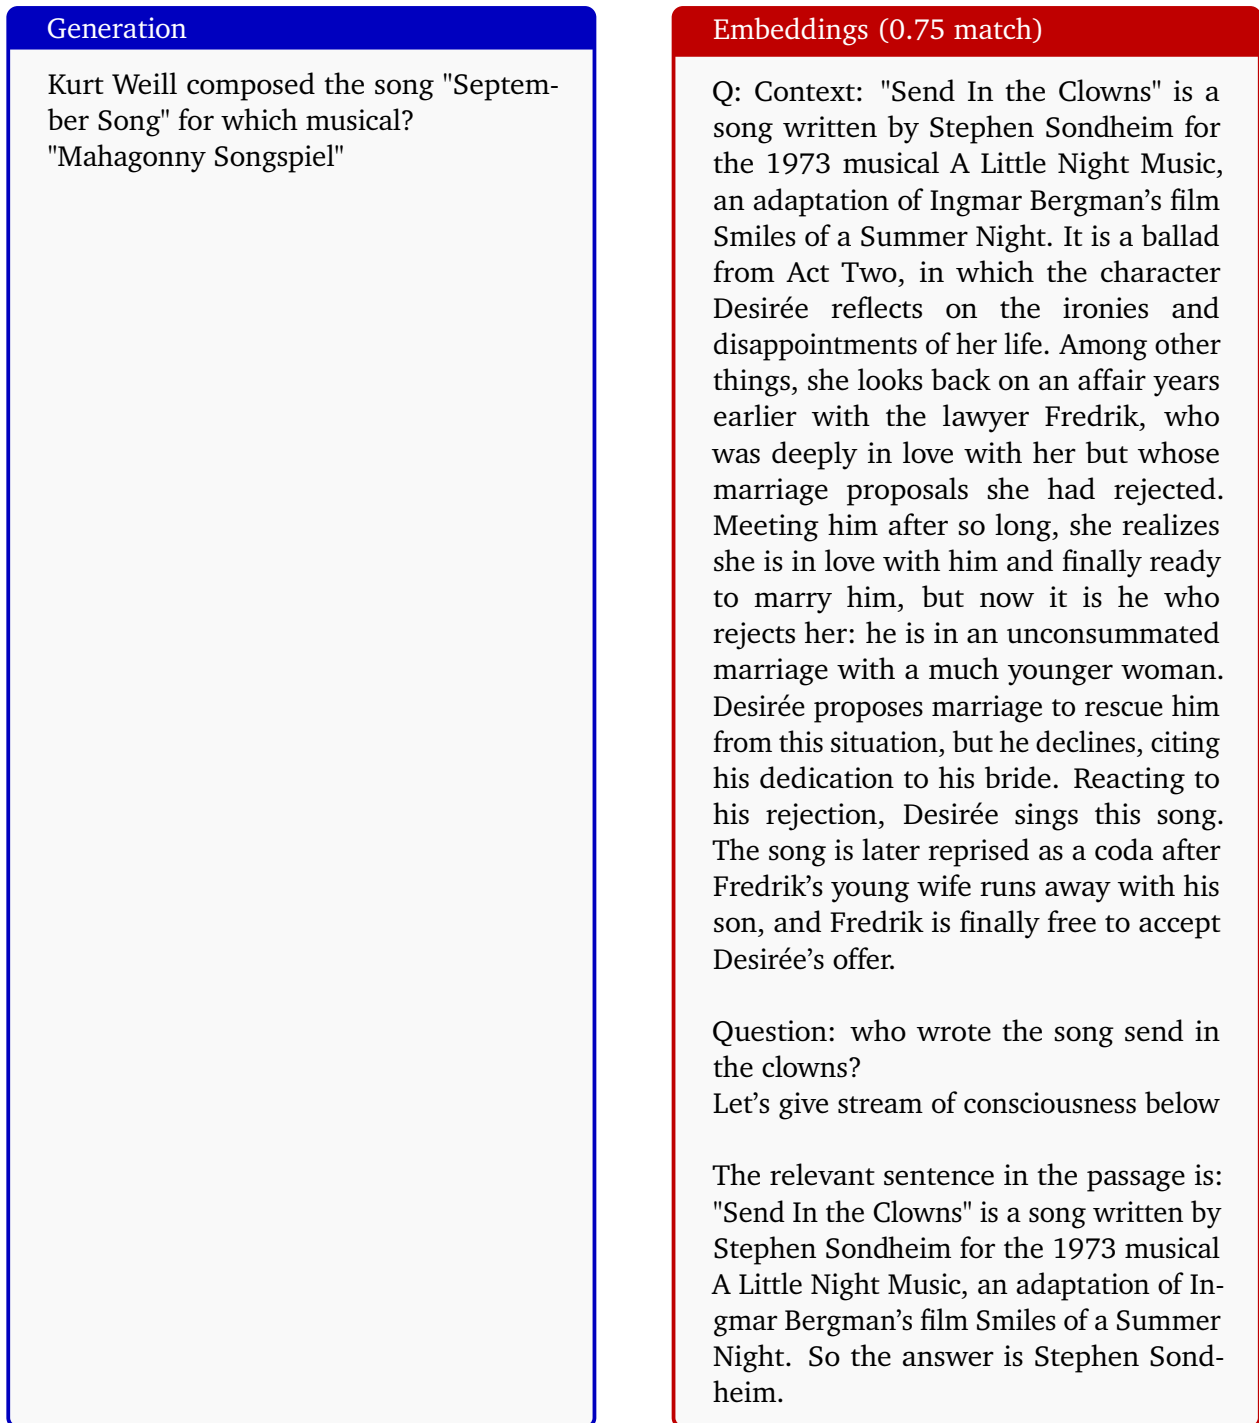 Generation
Kurt Weill composed the song "Septem-
ber Song" for which musical?
"Mahagonny Songspiel"
Embeddings (0.75 match)
Q: Context: "Send In the Clowns" is a
song written by Stephen Sondheim for
the 1973 musical A Little Night Music,
an adaptation of Ingmar Bergman’s film
Smiles of a Summer Night. It is a ballad
from Act Two, in which the character
Desirée reflects on the ironies and
disappointments of her life. Among other
things, she looks back on an affair years
earlier with the lawyer Fredrik, who
was deeply in love with her but whose
marriage proposals she had rejected.
Meeting him after so long, she realizes
she is in love with him and finally ready
to marry him, but now it is he who
rejects her: he is in an unconsummated
marriage with a much younger woman.
Desirée proposes marriage to rescue him
from this situation, but he declines, citing
his dedication to his bride. Reacting to
his rejection, Desirée sings this song.
The song is later reprised as a coda after
Fredrik’s young wife runs away with his
son, and Fredrik is finally free to accept
Desirée’s offer.
Question: who wrote the song send in
the clowns?
Let’s give stream of consciousness below
The relevant sentence in the passage is:
"Send In the Clowns" is a song written by
Stephen Sondheim for the 1973 musical
A Little Night Music, an adaptation of In-
gmar Bergman’s film Smiles of a Summer
Night. So the answer is Stephen Sond-
heim.